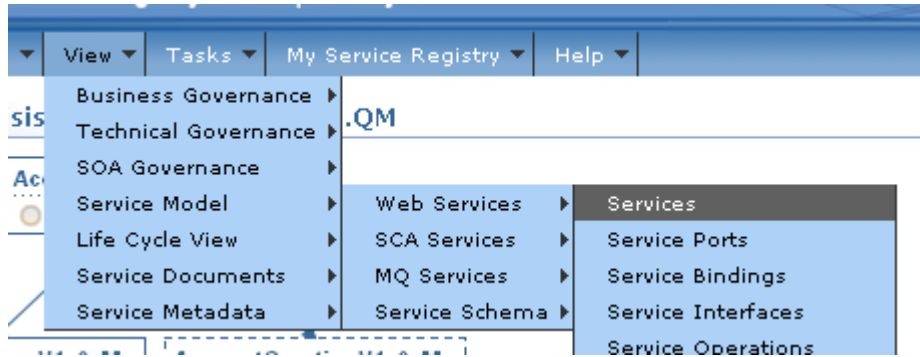 View Tasks My Service Registry Help
Business Governance
sis .QM
Technical Governance
SOA Governance
Service Model Web Services Services
Life Cycle View SCA Services Service Ports
Service Documents MQ Services Service Bindings
Service Metadata Service Schema Service Interfaces
Service Operations